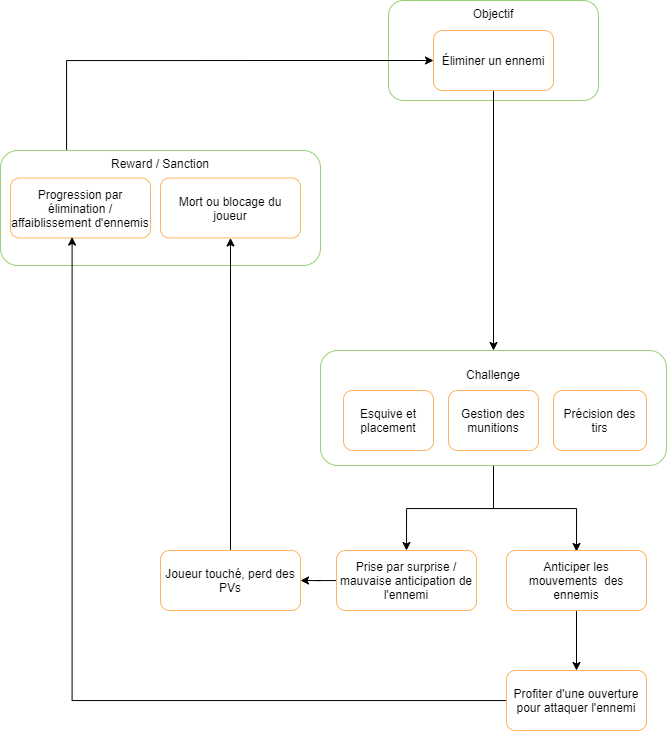 Objectif
Éliminer un ennemi
Reward / Sanction
Progression par
élimination /
affaiblissement d'ennemis
Mort ou blocage du
joueur
Challenge
Esquive et
placement
Gestion des
munitions
Précision des
tirs
Joueur touché, perd des
PVs
Prise par surprise /
mauvaise anticipation de
l'ennemi
Anticiper les
mouvements  des
ennemis
Profiter d'une ouverture
pour attaquer l'ennemi